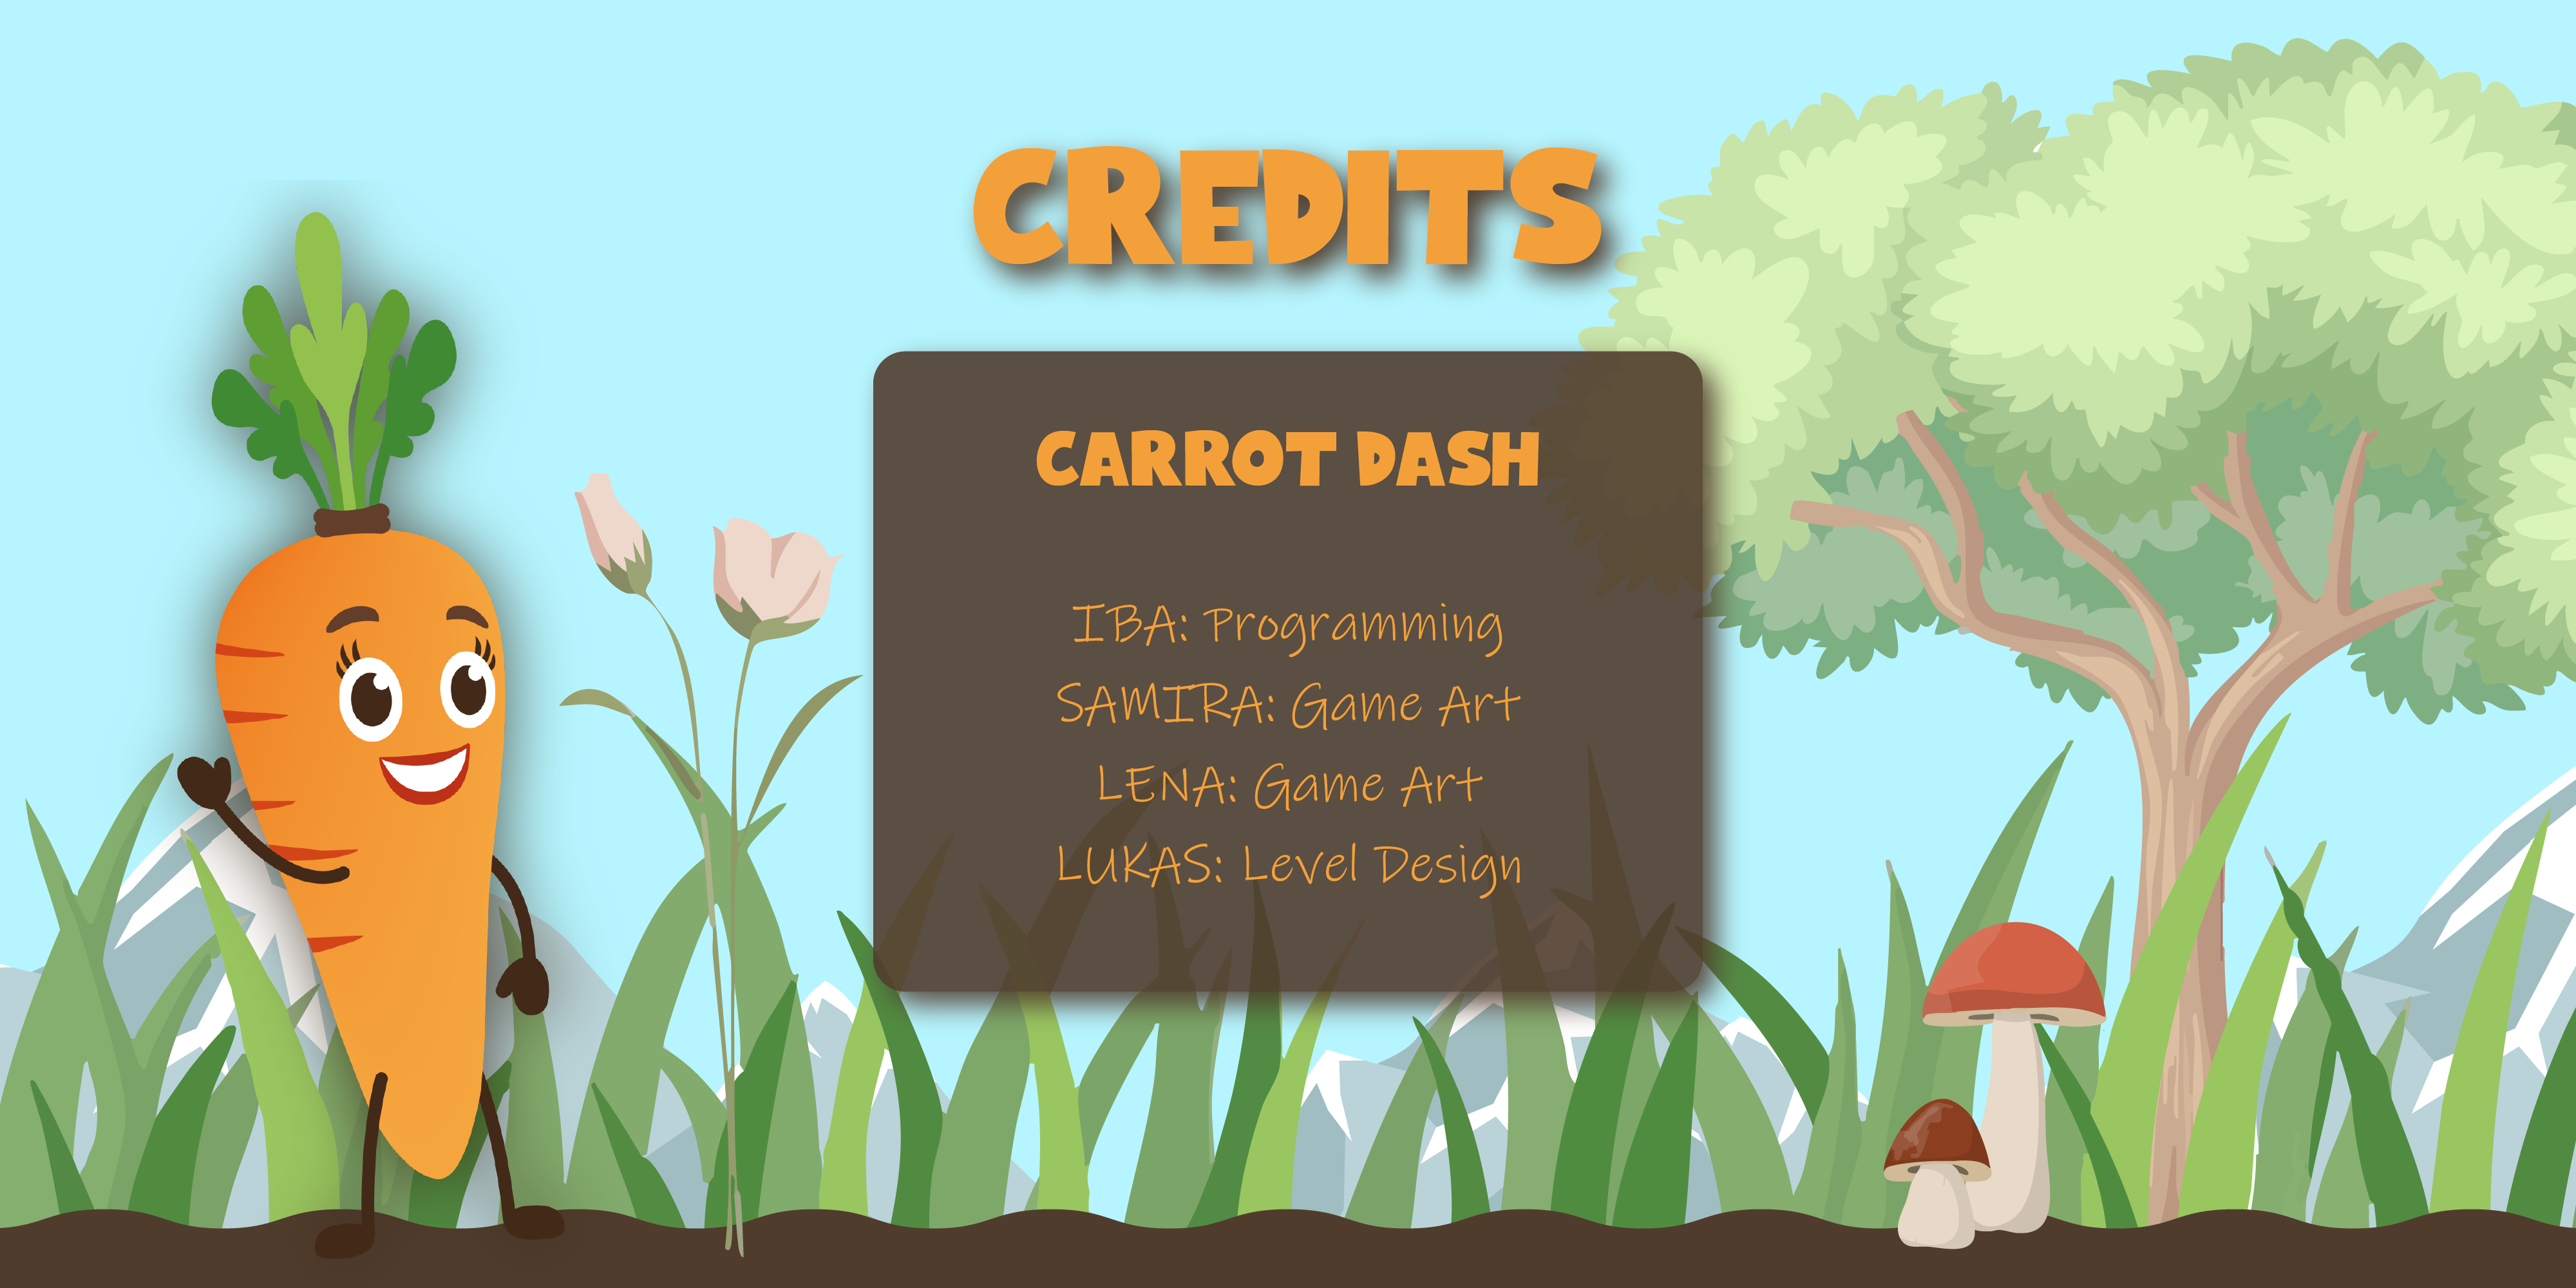 CREDITS
CARROT DASH
IBA: Programming
SAMIRA: Game Art
LENA: Game Art
LUKAS: Level Design